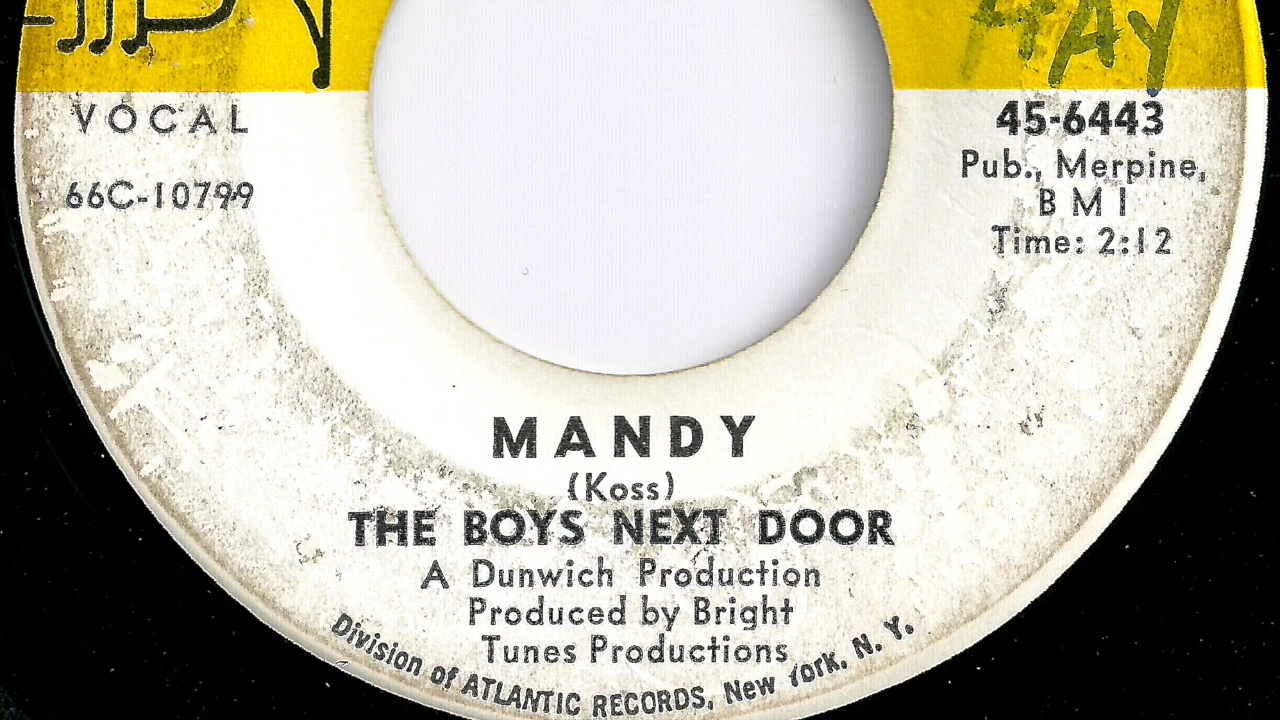 AY
VOCAL
66C-10799
45-6443
Pub., Merpine,
BMI
Time: 2:12
MANDY
(Koss)
THE BOYS NEXT DOOR
A Dunwich Production
Produced by Bright
Tunes Productions
Division of ATLANTIC RECORDS, New York, N. Y.